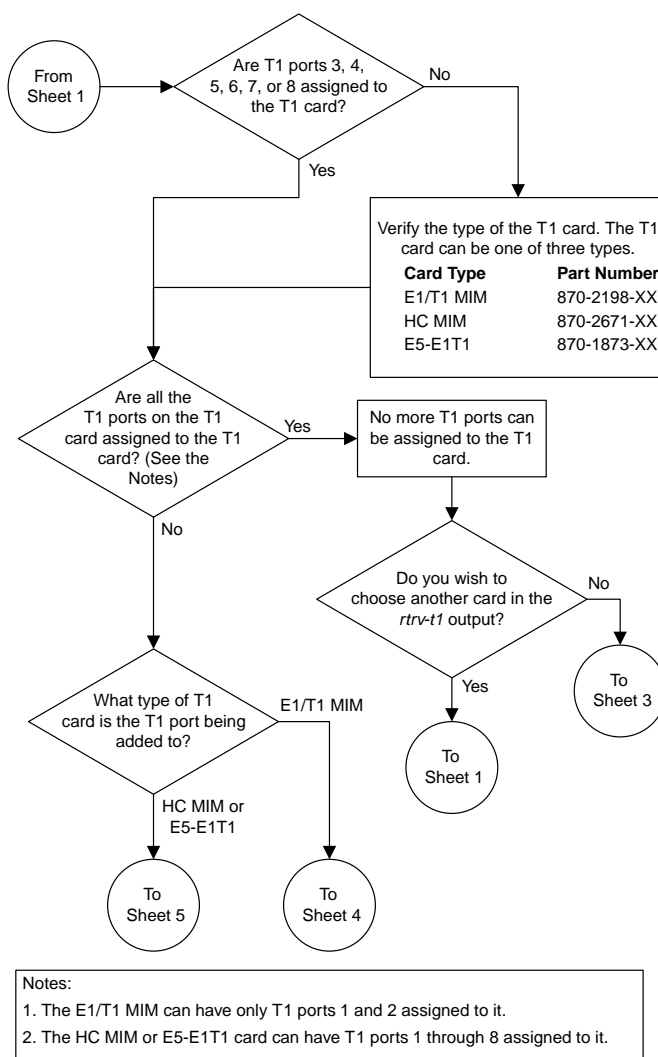 From
Sheet 1
Are T1 ports 3, 4,
5, 6, 7, or 8 assigned to
the T1 card?
No
Yes
Verify the type of the T1 card. The T1
card can be one of three types.
Card Type Part Number
E1/T1 MIM 870-2198-XX
HC MIM 870-2671-XX
E5-E1T1 870-1873-XX
Are all the
T1 ports on the T1
card assigned to the T1
card? (See the
Notes)
Yes
No
No more T1 ports can
be assigned to the T1
card.
Do you wish to
choose another card in the
rtrv-t1 output?
No
Yes
To
Sheet 3
To
Sheet 1
What type of T1
card is the T1 port being
added to?
E1/T1 MIM
HC MIM or
E5-E1T1
To
Sheet 5
To
Sheet 4
Notes:
1. The E1/T1 MIM can have only T1 ports 1 and 2 assigned to it.
2. The HC MIM or E5-E1T1 card can have T1 ports 1 through 8 assigned to it.